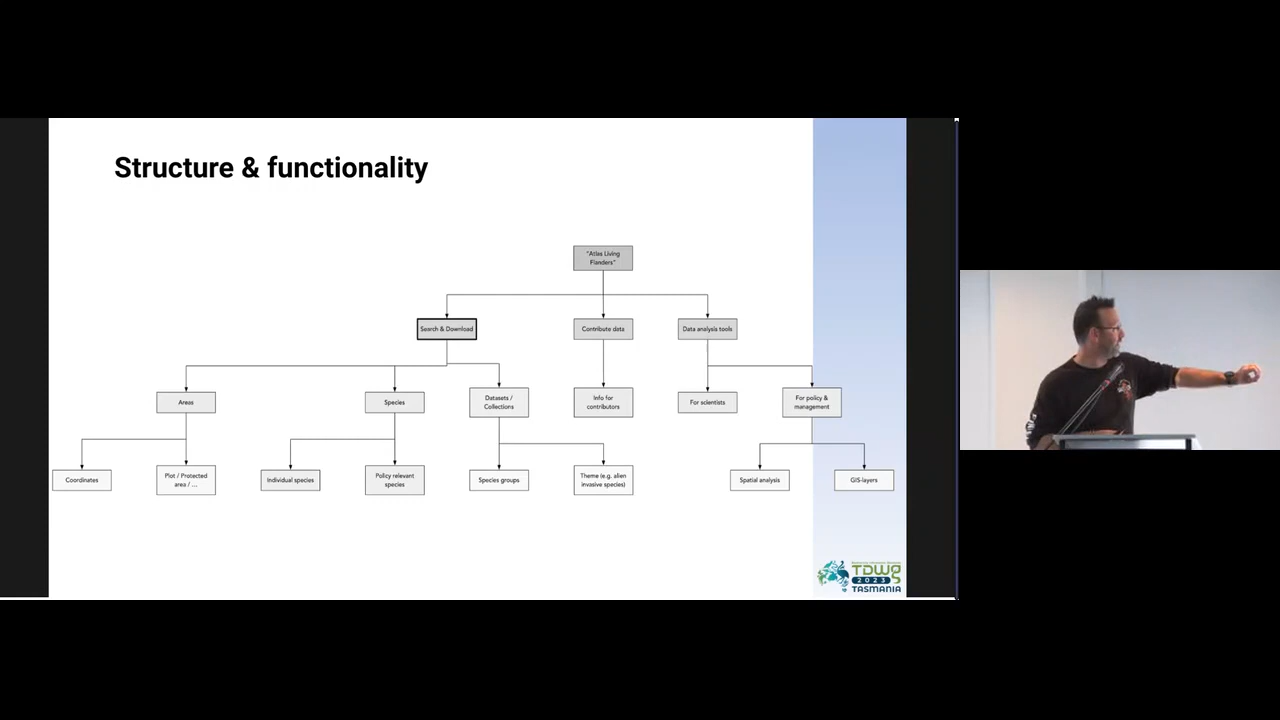 Structure & functionality
"Atlas Living
Flanders"
Search & Download
Contribute data
Data analysis tools
Areas
Species
Datasets /
Collections
Info for
contributors
For scientists
For policy &
management
Coordinates
Plot / Protected
area / ...
Individual species
Policy relevant
species
Species groups
Theme (e.g. alien
invasive species)
Spatial analysis
GIS-layers
TDWG
2023
TASMANIA